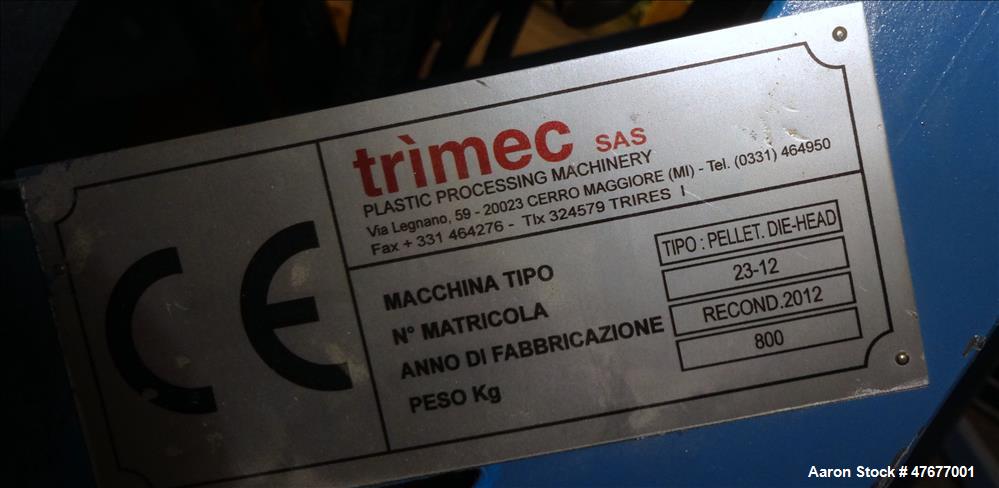 CE
trìmec SAS
PLASTIC PROCESSING MACHINERY
Via Legnano, 59 - 20023 CERRO MAGGIORE (MI) - Tel. (0331) 464950
Fax + 331 464276 - Tlx 324579 TRIRES I
MACCHINA TIPO TIPO : PELLET. DIE-HEAD
N° MATRICOLA 23-12
ANNO DI FABBRICAZIONE RECOND.2012
PESO Kg 800
Aaron Stock # 47677001